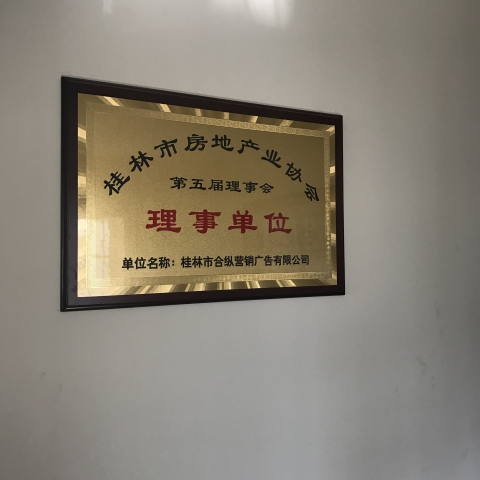 桂林市房地产业协会
第五届理事会
理事单位
单位名称：桂林市合纵营销广告有限公司